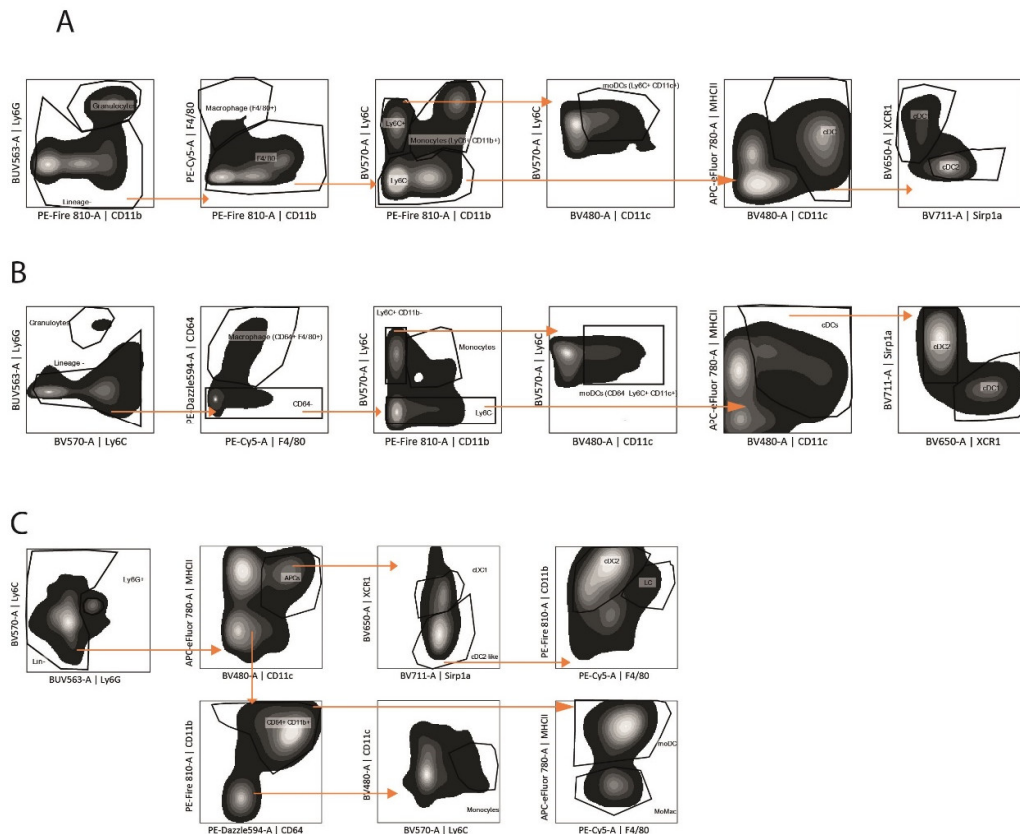 A
BUV563-A | Ly6G
Granulocytes
Lineage-
PE-Fire 810-A | CD11b
PE-Cy5-A | F4/80
Macrophage (F4/80+)
F4/80
PE-Fire 810-A | CD11b
BV570-A | Ly6C
Ly6C+
Monocytes (Ly6C+ CD11b+)
Ly6C
PE-Fire 810-A | CD11b
BV570-A | Ly6C
moDCs (Ly6C+ CD11c+)
BV480-A | CD11c
APC-eFluor 780-A | MHCII
cDC
BV480-A | CD11c
BV650-A | XCR1
cDC
cDC2
BV711-A | Sirp1a
B
BUV563-A | Ly6G
Granuloytes
Lineage -
BV570-A | Ly6C
PE-Dazzle594-A | CD64
Macrophage (CD64+ F4/80+)
CD64-
PE-Cy5-A | F4/80
BV570-A | Ly6C
Ly6C+ CD11b-
Monocytes
Ly6C
PE-Fire 810-A | CD11b
BV570-A | Ly6C
moDCs (CD64 Ly6C+ CD11c+)
BV480-A | CD11c
APC-eFluor 780-A | MHCII
cDCs
BV480-A | CD11c
BV711-A | Sirp1a
cDC2
cDC1
BV650-A | XCR1
C
BV570-A | Ly6C
Ly6G+
Lin-
BUV563-A | Ly6G
APC-eFluor 780-A | MHCII
APCs
BV480-A | CD11c
BV650-A | XCR1
cDC1
cDC2-like
BV711-A | Sirp1a
PE-Fire 810-A | CD11b
cDC2
LC
PE-Cy5-A | F4/80
PE-Fire 810-A | CD11b
CD64+ CD11b+
PE-Dazzle594-A | CD64
BV480-A | CD11c
Monocytes
BV570-A | Ly6C
APC-eFluor 780-A | MHCII
moDC
MoMac
PE-Cy5-A | F4/80